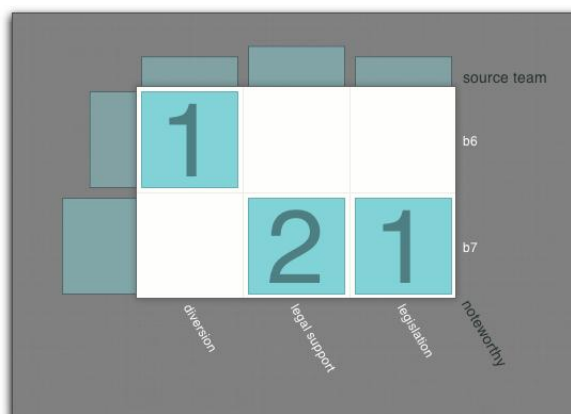 source team
1
b6
2 1
b7
diversion
legal support
legislation
noteworthy